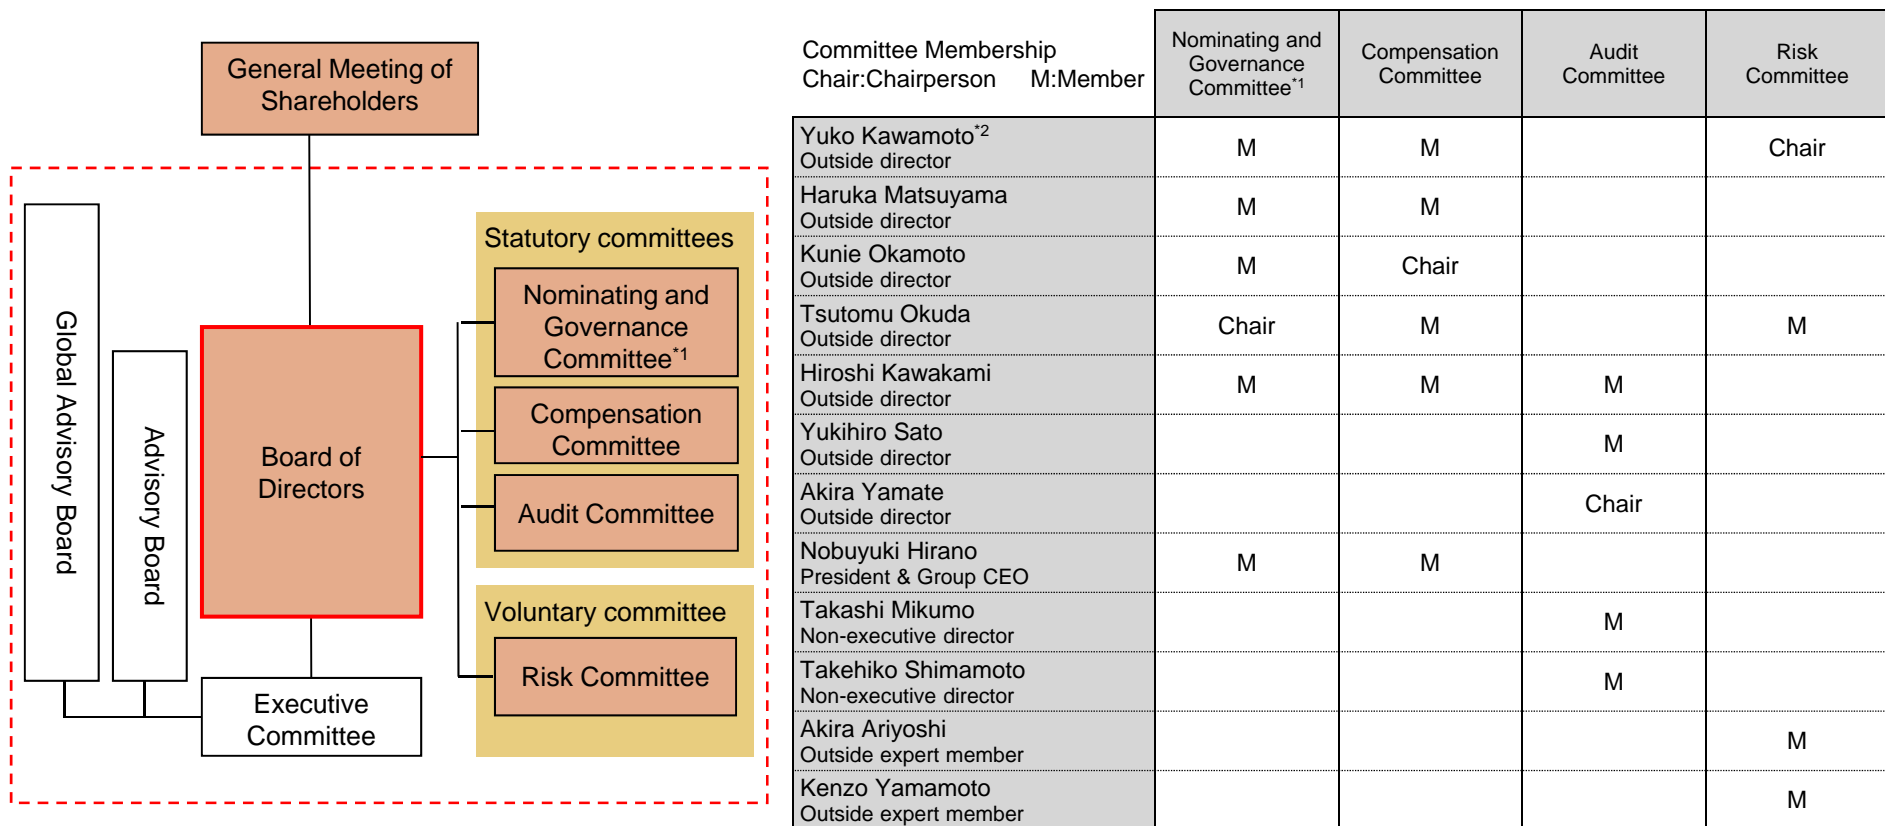 General Meeting of
Shareholders
Global Advisory Board
Advisory Board
Board of
Directors
Executive
Committee
Statutory committees
Nominating and
Governance
Committee*1
Compensation
Committee
Audit Committee
Voluntary committee
Risk Committee
Committee Membership
Chair:Chairperson M:Member
Nominating and
Governance
Committee*1
Compensation
Committee
Audit
Committee
Risk
Committee
Yuko Kawamoto*2
Outside director
M M Chair
Haruka Matsuyama
Outside director
M M
Kunie Okamoto
Outside director
M Chair
Tsutomu Okuda
Outside director
Chair M M
Hiroshi Kawakami
Outside director
M M M
Yukihiro Sato
Outside director
M
Akira Yamate
Outside director
Chair
Nobuyuki Hirano
President & Group CEO
M M
Takashi Mikumo
Non-executive director
M
Takehiko Shimamoto
Non-executive director
M
Akira Ariyoshi
Outside expert member
M
Kenzo Yamamoto
Outside expert member
M